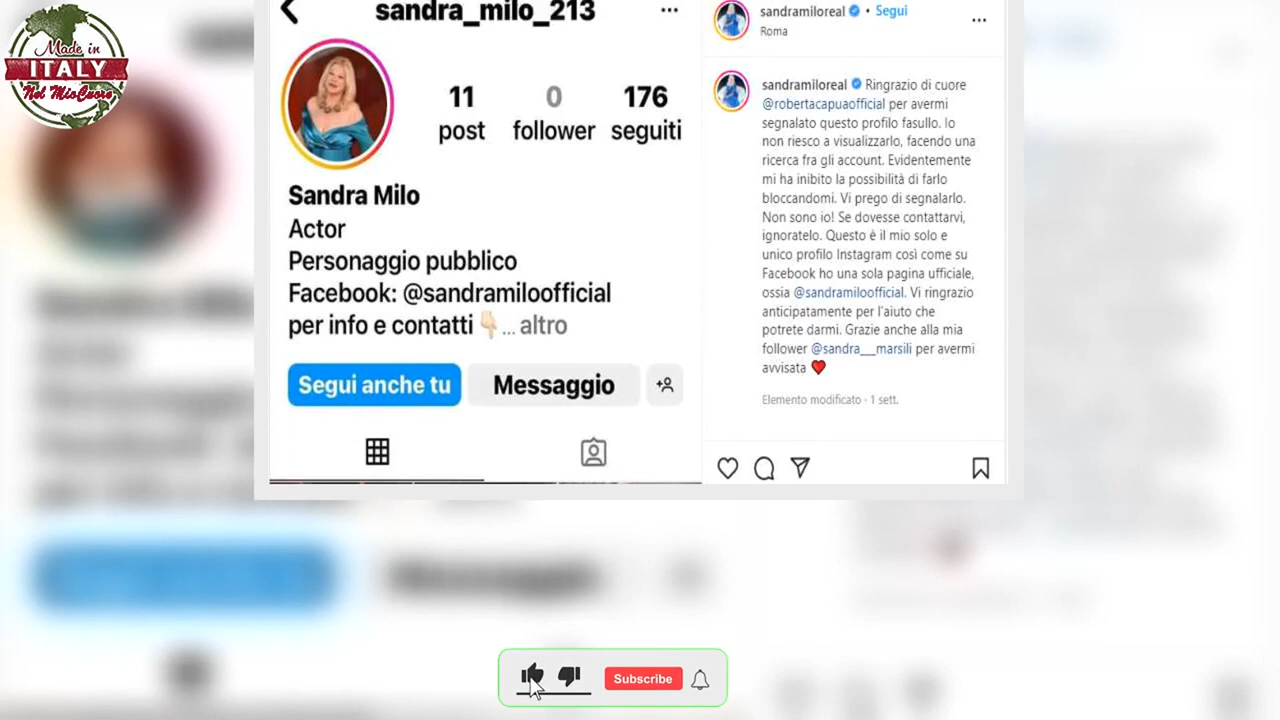 Made in
ITALY
Nel Mio Cuore
sandra_milo_213
11
0
176
post
follower
seguiti
Sandra Milo
Actor
Personaggio pubblico
Facebook: @sandramiloofficial
per info e contatti👇🏻... altro
Segui anche tu
Messaggio
sandramiloreal • Segui
Roma
sandramiloreal Ringrazio di cuore
@robertacapuaofficial per avermi
segnalato questo profilo fasullo. Io
non riesco a visualizzarlo, facendo una
ricerca fra gli account. Evidentemente
mi ha inibito la possibilità di farlo
bloccandomi. Vi prego di segnalarlo.
Non sono io! Se dovesse contattarvi,
ignoratelo. Questo è il mio solo e
unico profilo Instagram così come su
Facebook ho una sola pagina ufficiale,
ossia @sandramiloofficial. Vi ringrazio
anticipatamente per l'aiuto che
potrete darmi. Grazie anche alla mia
follower @sandra___marsili per avermi
avvisata ❤️
Elemento modificato · 1 sett.
Subscribe